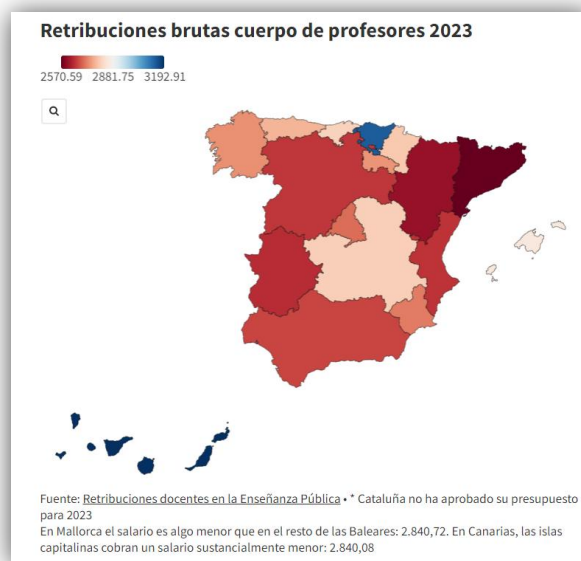 Retribuciones brutas cuerpo de profesores 2023
2570.59 2881.75 3192.91
Fuente: Retribuciones docentes en la Enseñanza Pública • * Cataluña no ha aprobado su presupuesto
para 2023
En Mallorca el salario es algo menor que en el resto de las Baleares: 2.840,72. En Canarias, las islas
capitalinas cobran un salario sustancialmente menor: 2.840,08